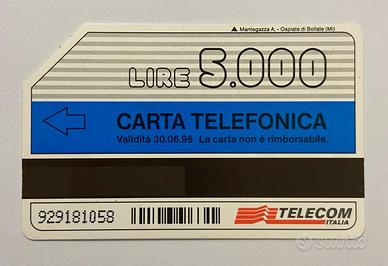 Mantegazza A. - Ospiate di Bollate (MI)
LIRE 5.000
CARTA TELEFONICA
Validità 30.06.96 La carta non è rimborsabile.
929181058
TELECOM
ITALIA
subito